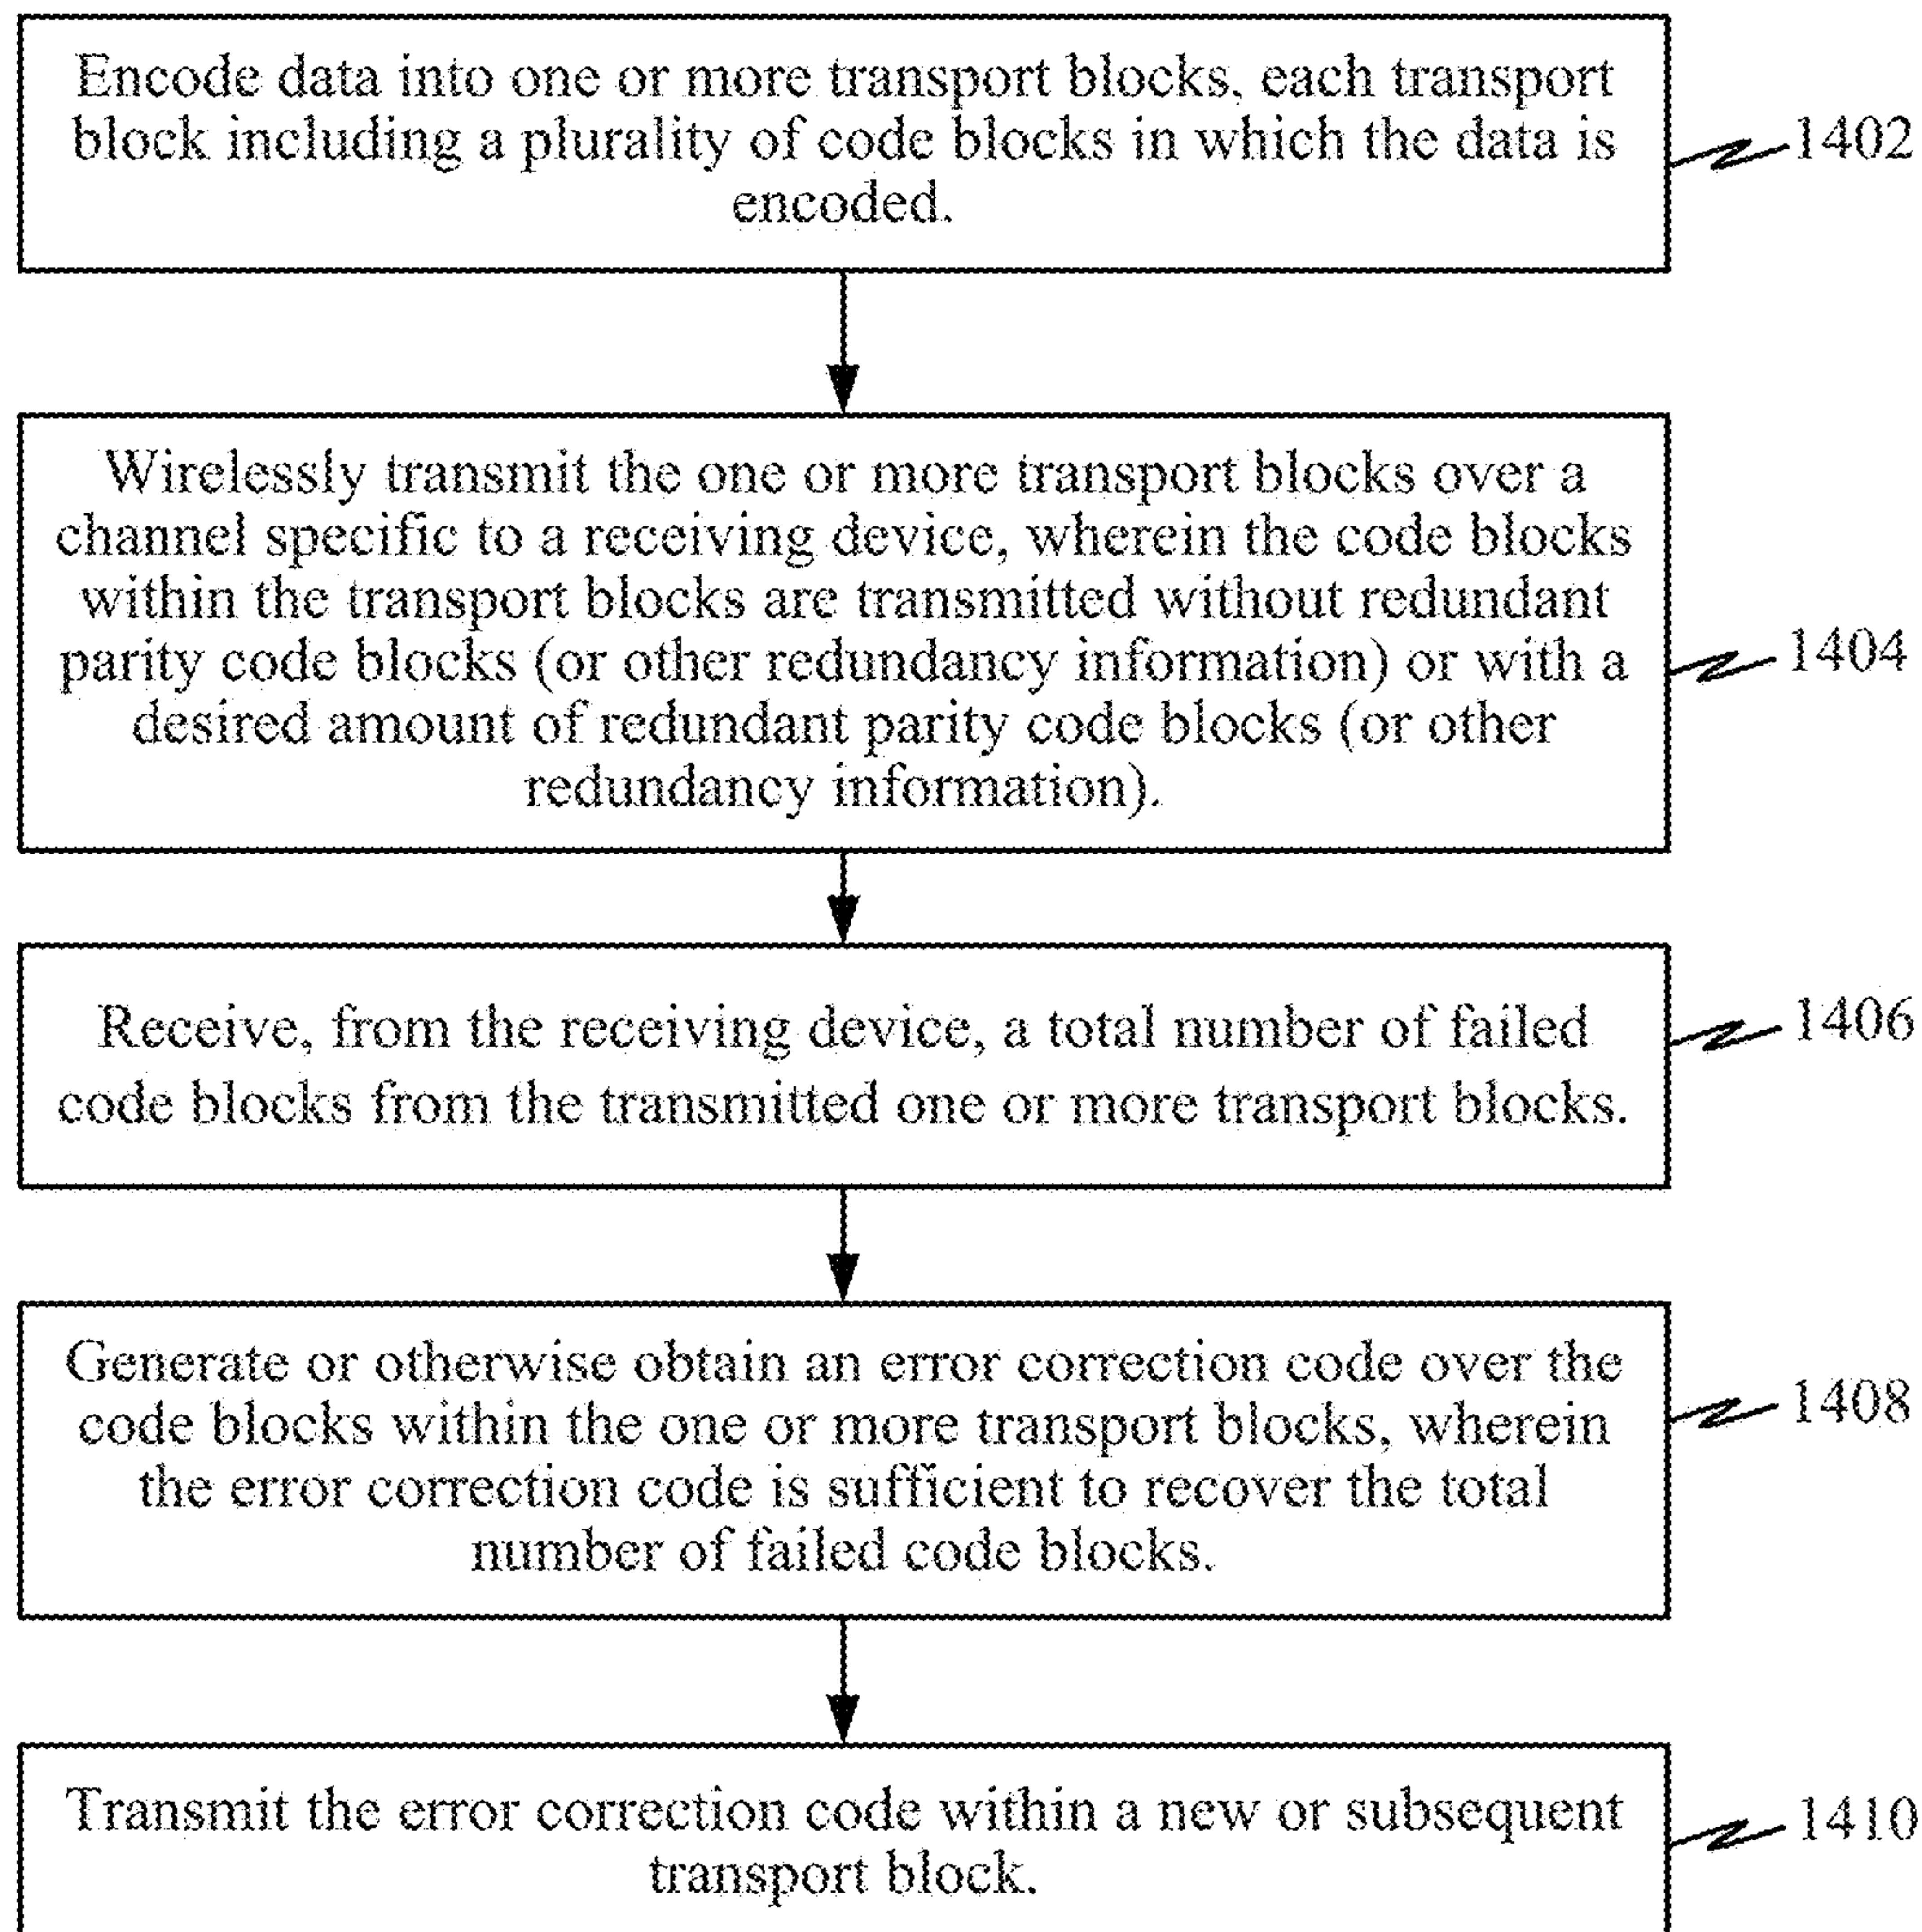 Encode data into one or more transport blocks, each transport
block including a plurality of code blocks in which the data is
encoded.
1402
Wirelessly transmit the one or more transport blocks over a
channel specific to a receiving device, wherein the code blocks
within the transport blocks are transmitted without redundant
parity code blocks (or other redundancy information) or with a
desired amount of redundant parity code blocks (or other
redundancy information).
1404
Receive, from the receiving device, a total number of failed
code blocks from the transmitted one or more transport blocks.
1406
Generate or otherwise obtain an error correction code over the
code blocks within the one or more transport blocks, wherein
the error correction code is sufficient to recover the total
number of failed code blocks.
1408
Transmit the error correction code within a new or subsequent
transport block.
1410